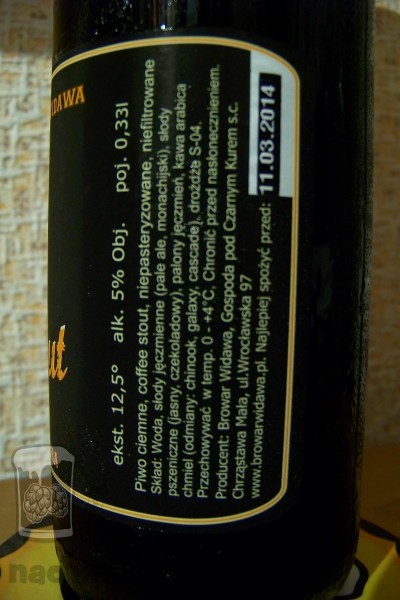 IDAWA
ut
ekst. 12,5° alk. 5% Obj. poj. 0,33l
Piwo ciemne, coffee stout, niepasteryzowane, niefiltrowane
Skład: Woda, słody jęczmienne (pale ale, monachijski), słody
pszeniczne (jasny, czekoladowy), palony jęczmień, kawa arabica
chmiel (odmiany: chinook, galaxy, cascade), drożdże S-04.
Przechowywać w temp. 0 - +4°C, Chronić przed nasłonecznieniem.
Producent: Browar Widawa, Gospoda pod Czarnym Kurem s.c.
Chrząstawa Mała, ul.Wrocławska 97
www.browarwidawa.pl. Najlepiej spożyć przed: 11.03.2014
nac